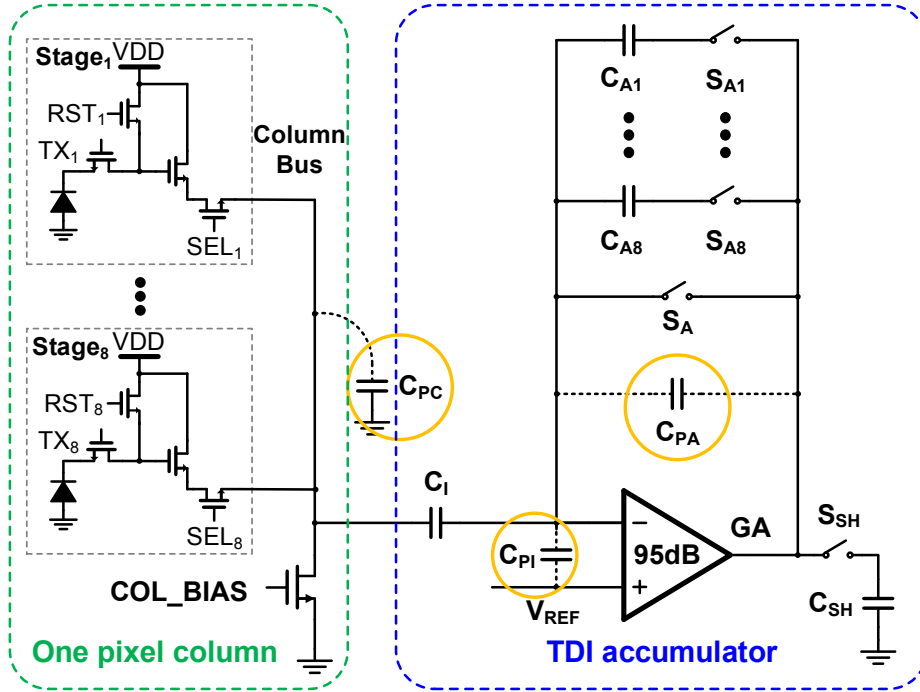 Stage1 VDD
RST1
TX1
SEL1
Column
Bus
Stage8 VDD
RST8
TX8
SEL8
COL_BIAS
One pixel column
CPC
CI
CA1 SA1
CA8 SA8
SA
CPA
CPI
95dB
GA
VREF
SSH
CSH
TDI accumulator